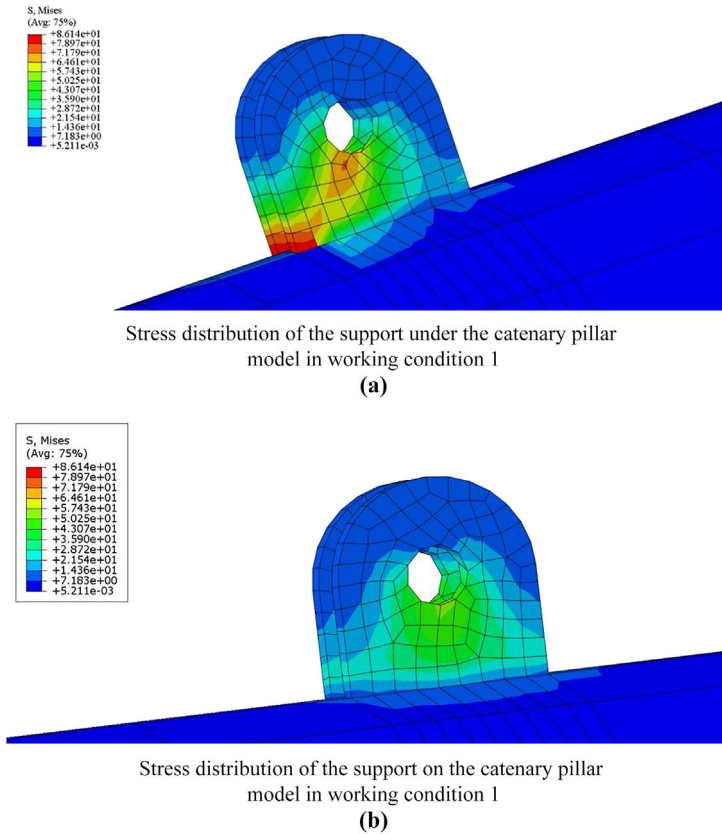 S, Mises
(Avg: 75%)
+8.614e+01
+7.897e+01
+7.179e+01
+6.461e+01
+5.743e+01
+5.025e+01
+4.307e+01
+3.590e+01
+2.872e+01
+2.154e+01
+1.436e+01
+7.183e+00
+5.211e-03
Stress distribution of the support under the catenary pillar
model in working condition 1
(a)
S, Mises
(Avg: 75%)
+8.614e+01
+7.897e+01
+7.179e+01
+6.461e+01
+5.743e+01
+5.025e+01
+4.307e+01
+3.590e+01
+2.872e+01
+2.154e+01
+1.436e+01
+7.183e+00
+5.211e-03
Stress distribution of the support on the catenary pillar
model in working condition 1
(b)